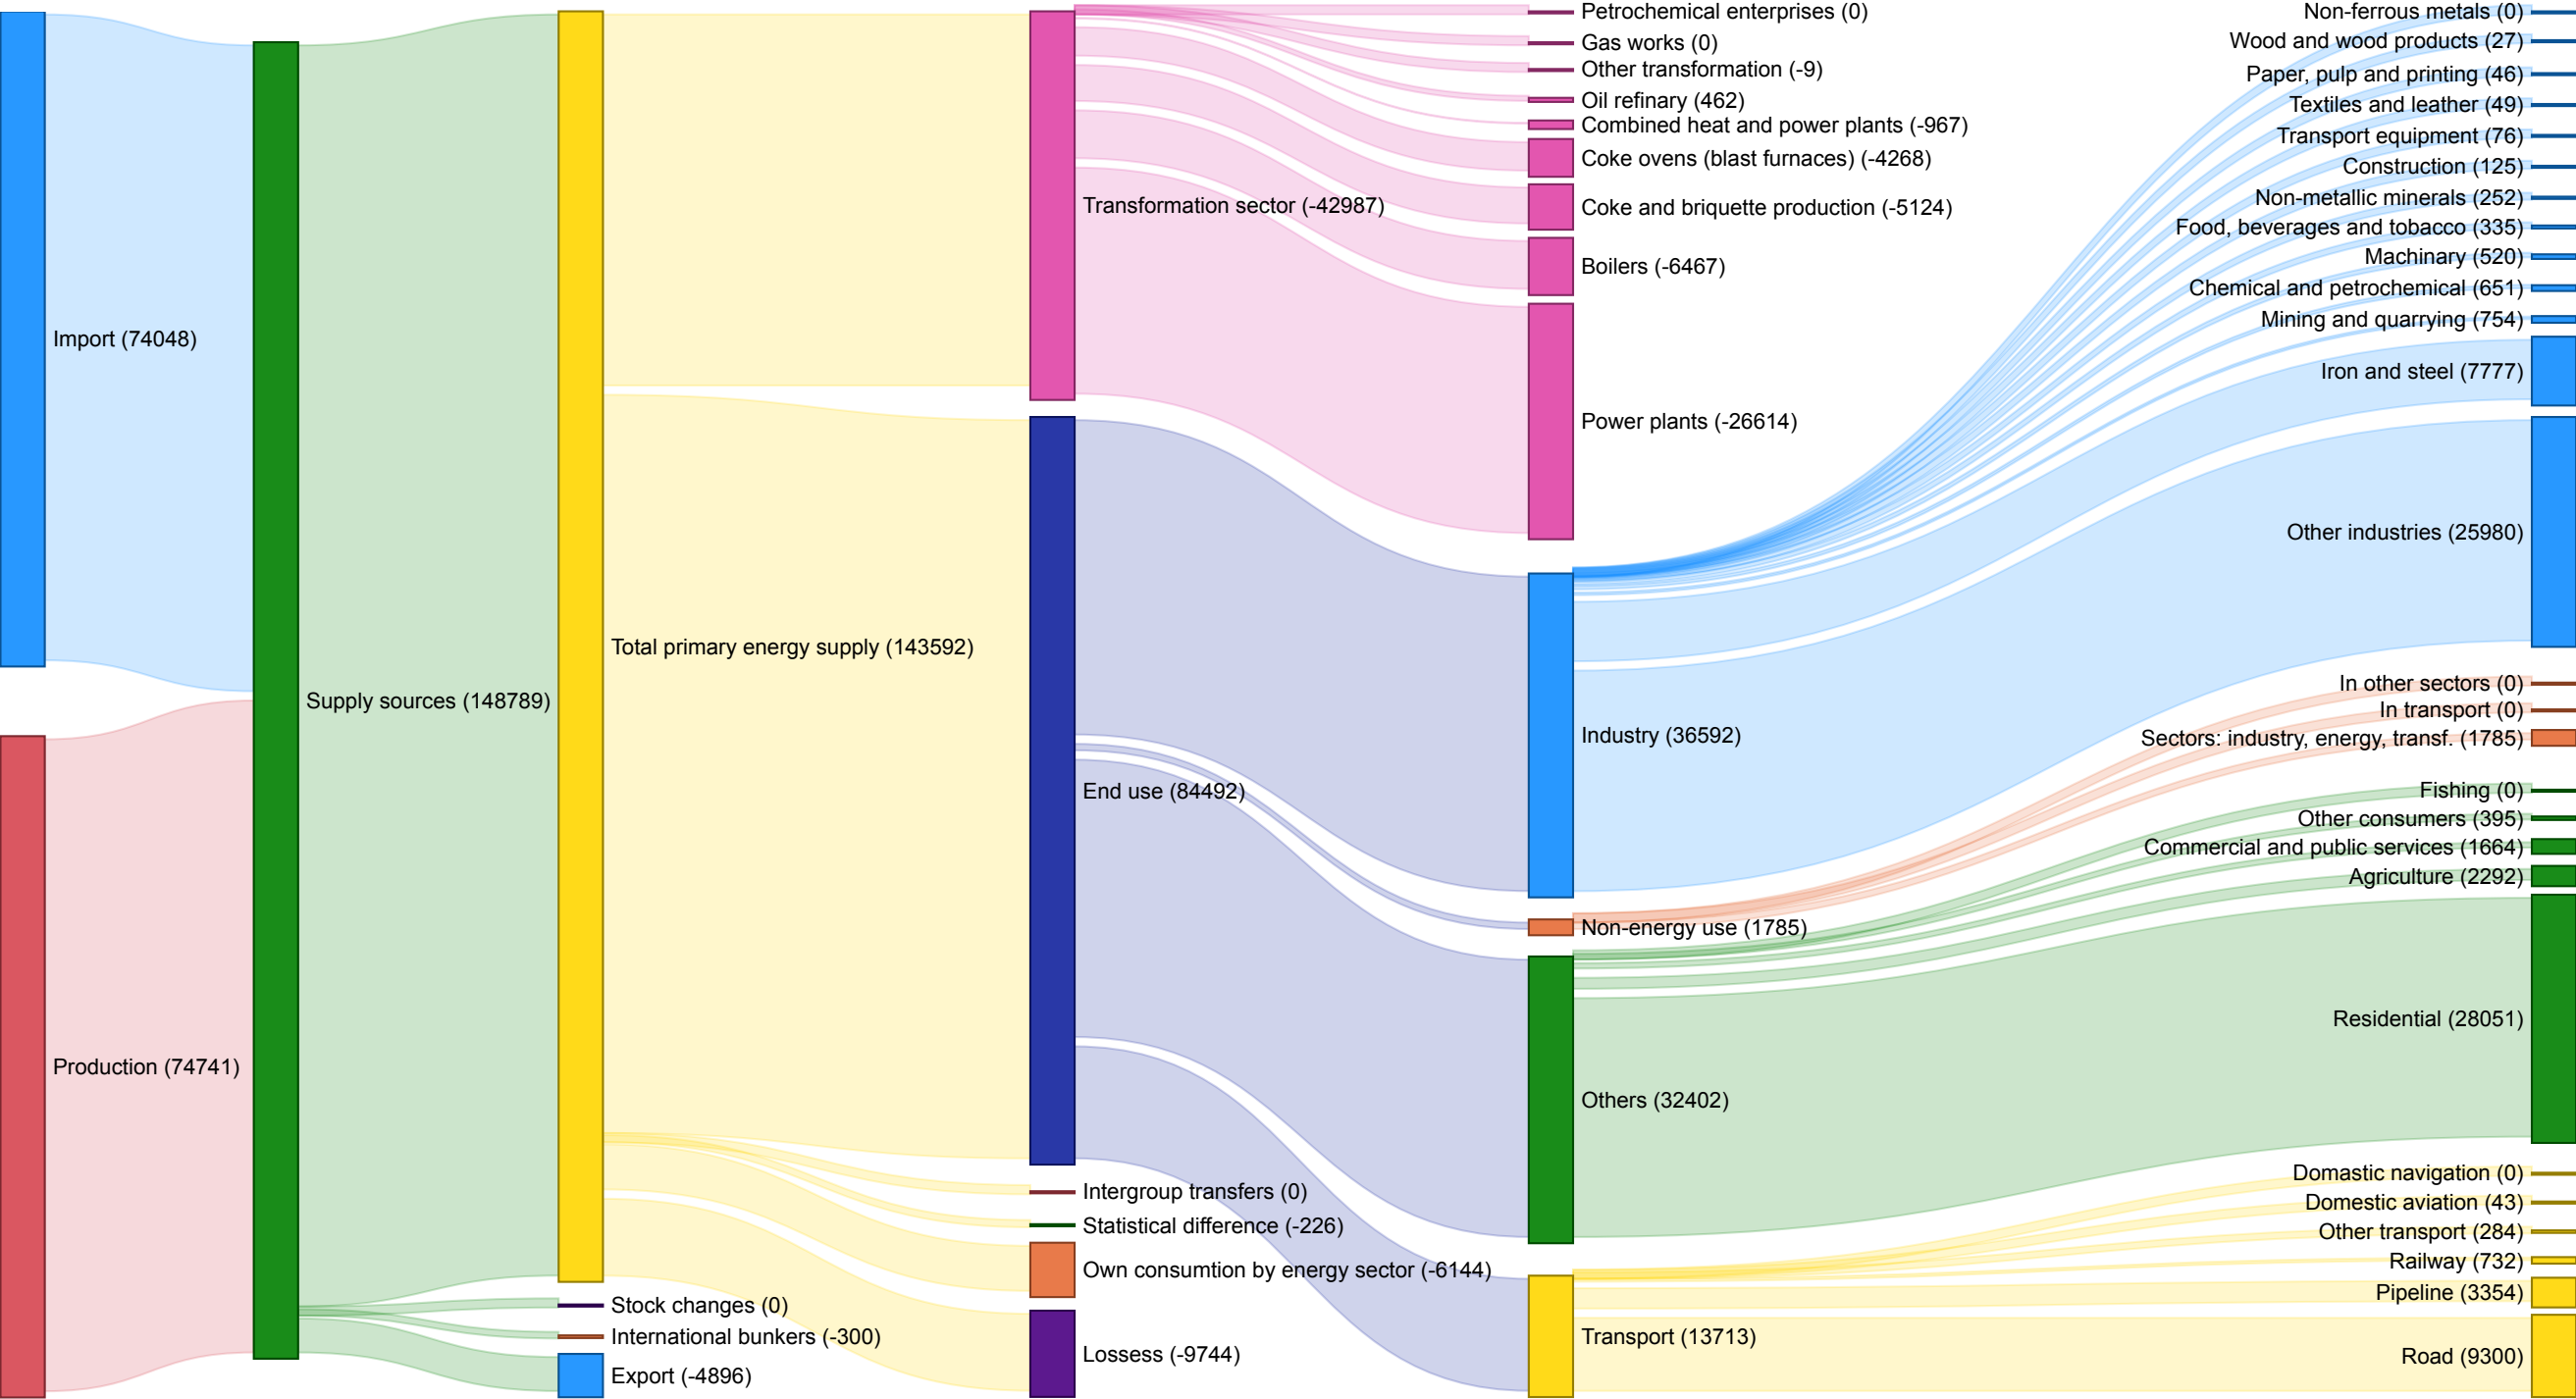 Import (74048)
Production (74741)
Supply sources (148789)
Total primary energy supply (143592)
Stock changes (0)
International bunkers (-300)
Export (-4896)
Transformation sector (-42987)
End use (84492)
Intergroup transfers (0)
Statistical difference (-226)
Own consumtion by energy sector (-6144)
Lossess (-9744)
Petrochemical enterprises (0)
Gas works (0)
Other transformation (-9)
Oil refinary (462)
Combined heat and power plants (-967)
Coke ovens (blast furnaces) (-4268)
Coke and briquette production (-5124)
Boilers (-6467)
Power plants (-26614)
Industry (36592)
Non-energy use (1785)
Others (32402)
Transport (13713)
Non-ferrous metals (0)
Wood and wood products (27)
Paper, pulp and printing (46)
Textiles and leather (49)
Transport equipment (76)
Construction (125)
Non-metallic minerals (252)
Food, beverages and tobacco (335)
Machinary (520)
Chemical and petrochemical (651)
Mining and quarrying (754)
Iron and steel (7777)
Other industries (25980)
In other sectors (0)
In transport (0)
Sectors: industry, energy, transf. (1785)
Fishing (0)
Other consumers (395)
Commercial and public services (1664)
Agriculture (2292)
Residential (28051)
Domastic navigation (0)
Domestic aviation (43)
Other transport (284)
Railway (732)
Pipeline (3354)
Road (9300)